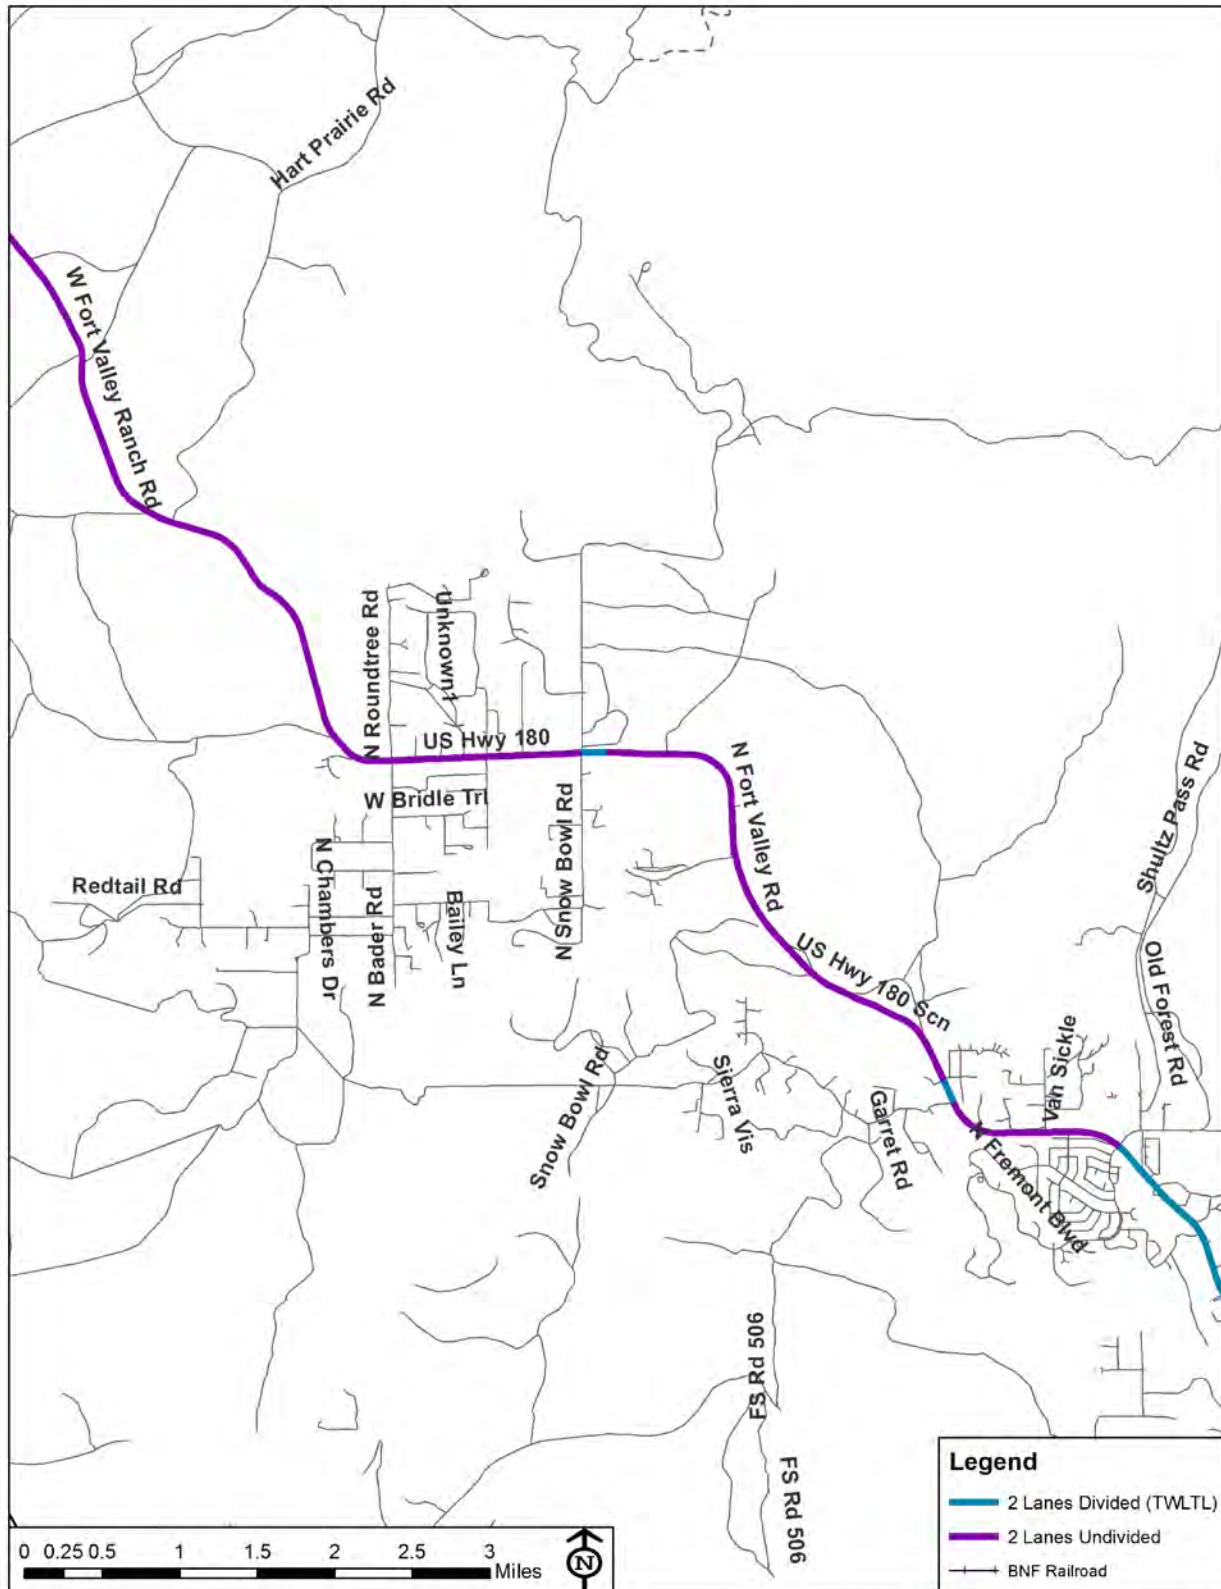 Hart Prairie Rd
W Fort Valley Ranch Rd
N Roundtree Rd
Unknown1
US Hwy 180
N Fort Valley Rd
W Bridle Trl
N Snow Bowl Rd
Shultz Pass Rd
Redtail Rd
N Chambers Dr
N Bader Rd
Bailey Ln
US Hwy 180 Scn
Old Forest Rd
Van Sickle
Snow Bowl Rd
Sierra Vis
Garret Rd
Fremont Blvd
FS Rd 506
FS Rd 506
Legend
2 Lanes Divided (TWLTL)
2 Lanes Undivided
BNF Railroad
0 0.25 0.5 1 1.5 2 2.5 3
Miles
N